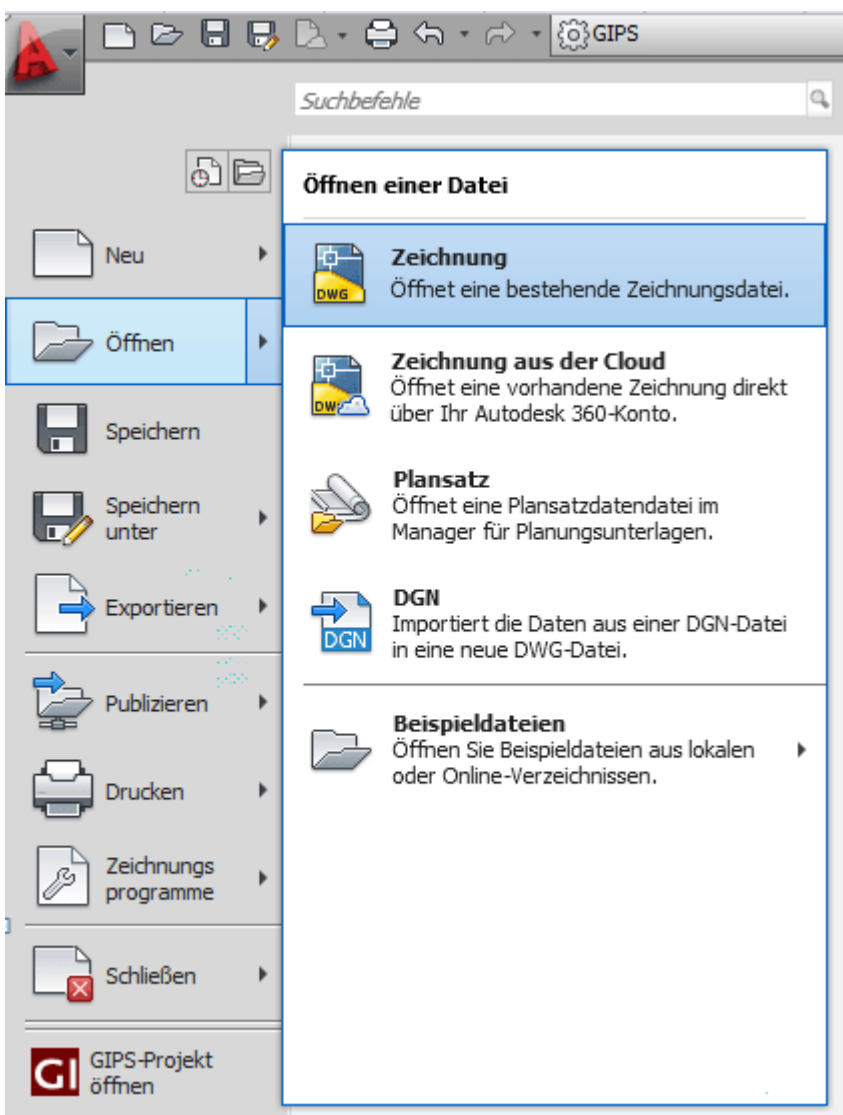 GIPS
Suchbefehle
Öffnen einer Datei
Neu
Öffnen
Speichern
Speichern
unter
Exportieren
Publizieren
Drucken
Zeichnungs
programme
Schließen
GI
GIPS-Projekt
öffnen
DWG
Zeichnung
Öffnet eine bestehende Zeichnungsdatei.
DW
Zeichnung aus der Cloud
Öffnet eine vorhandene Zeichnung direkt
über Ihr Autodesk 360-Konto.
Plansatz
Öffnet eine Plansatzdatendatei im
Manager für Planungsunterlagen.
DGN
DGN
Importiert die Daten aus einer DGN-Datei
in eine neue DWG-Datei.
Beispieldateien
Öffnen Sie Beispieldateien aus lokalen
oder Online-Verzeichnissen.